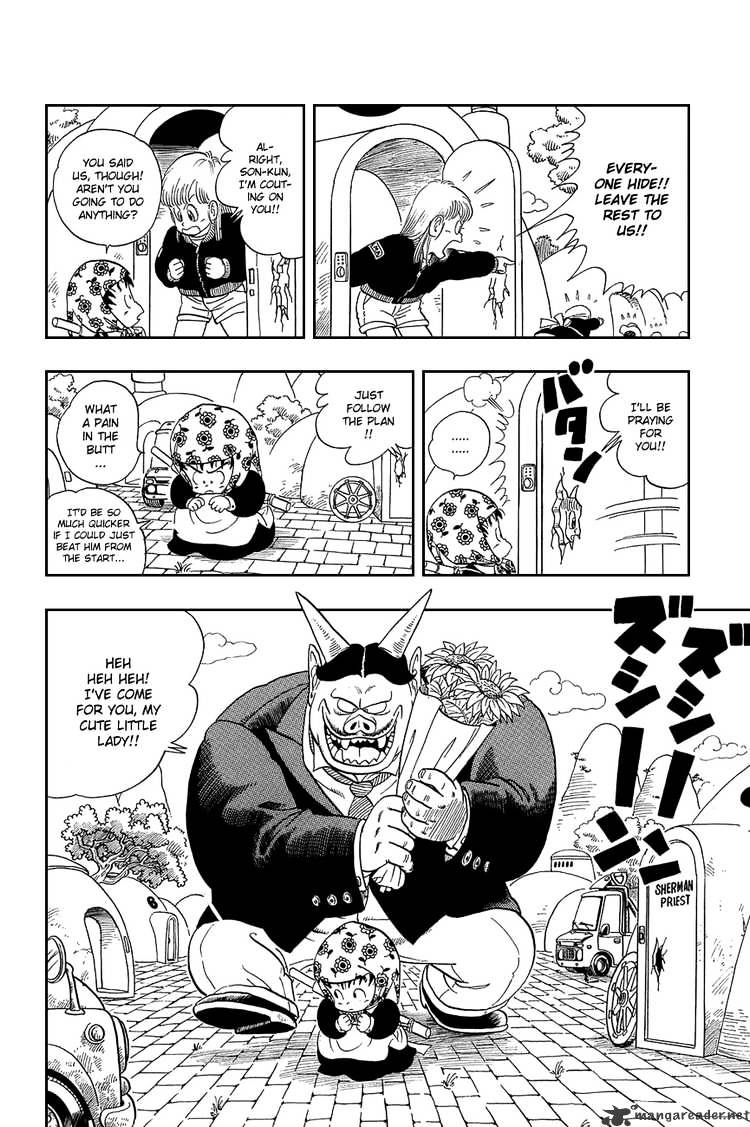 EVERY-
ONE HIDE!!
LEAVE THE
REST TO
US!!
AL-
RIGHT,
SON-KUN,
I'M COUT-
ING ON
YOU!!
YOU SAID
US, THOUGH!
AREN'T YOU
GOING TO DO
ANYTHING?
I'LL BE
PRAYING
FOR YOU!!
バタン
.....
.....
JUST
FOLLOW
THE PLAN
!!
WHAT
A PAIN
IN THE
BUTT
...
IT'D BE SO
MUCH QUICKER
IF I COULD JUST
BEAT HIM FROM
THE START...
ズシー
ズシーン
HEH
HEH HEH!
I'VE COME
FOR YOU, MY
CUTE LITTLE
LADY!!
SHERMAN
PRIEST
mangareader.net